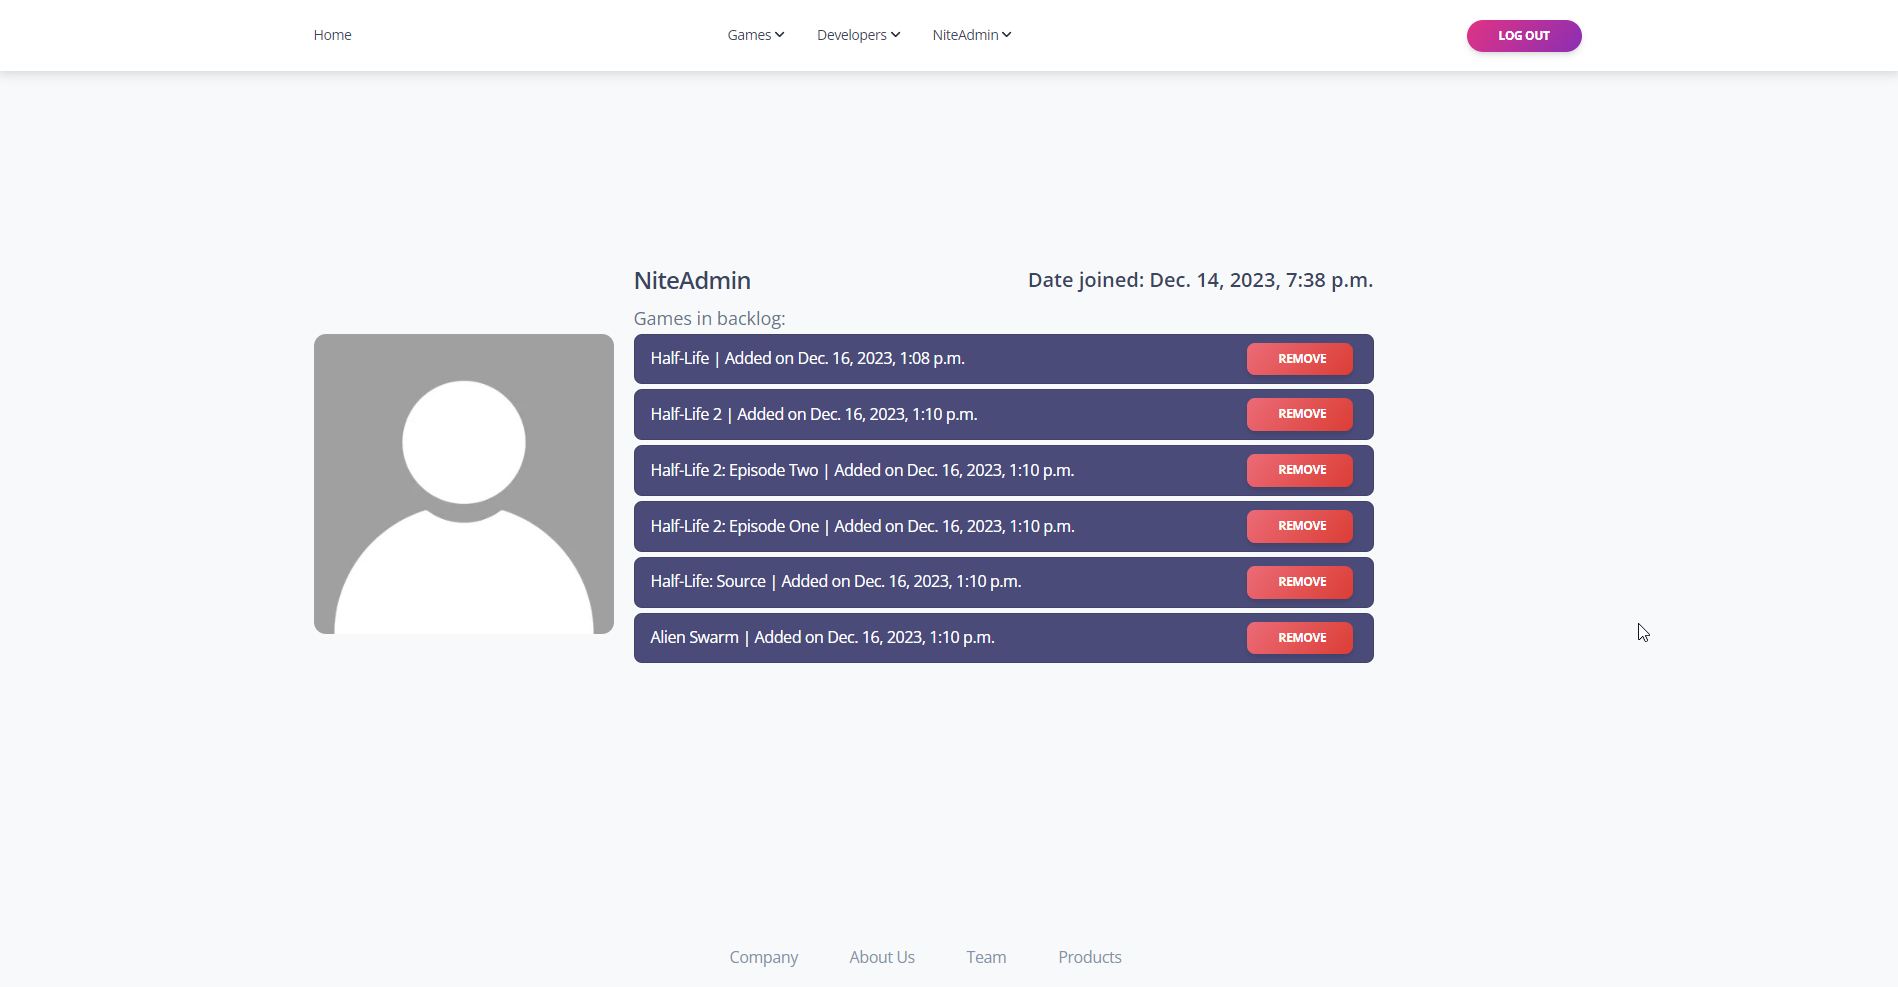 Home
Games
Developers
NiteAdmin
LOG OUT
NiteAdmin
Date joined: Dec. 14, 2023, 7:38 p.m.
Games in backlog:
Half-Life | Added on Dec. 16, 2023, 1:08 p.m.
REMOVE
Half-Life 2 | Added on Dec. 16, 2023, 1:10 p.m.
REMOVE
Half-Life 2: Episode Two | Added on Dec. 16, 2023, 1:10 p.m.
REMOVE
Half-Life 2: Episode One | Added on Dec. 16, 2023, 1:10 p.m.
REMOVE
Half-Life: Source | Added on Dec. 16, 2023, 1:10 p.m.
REMOVE
Alien Swarm | Added on Dec. 16, 2023, 1:10 p.m.
REMOVE
Company
About Us
Team
Products